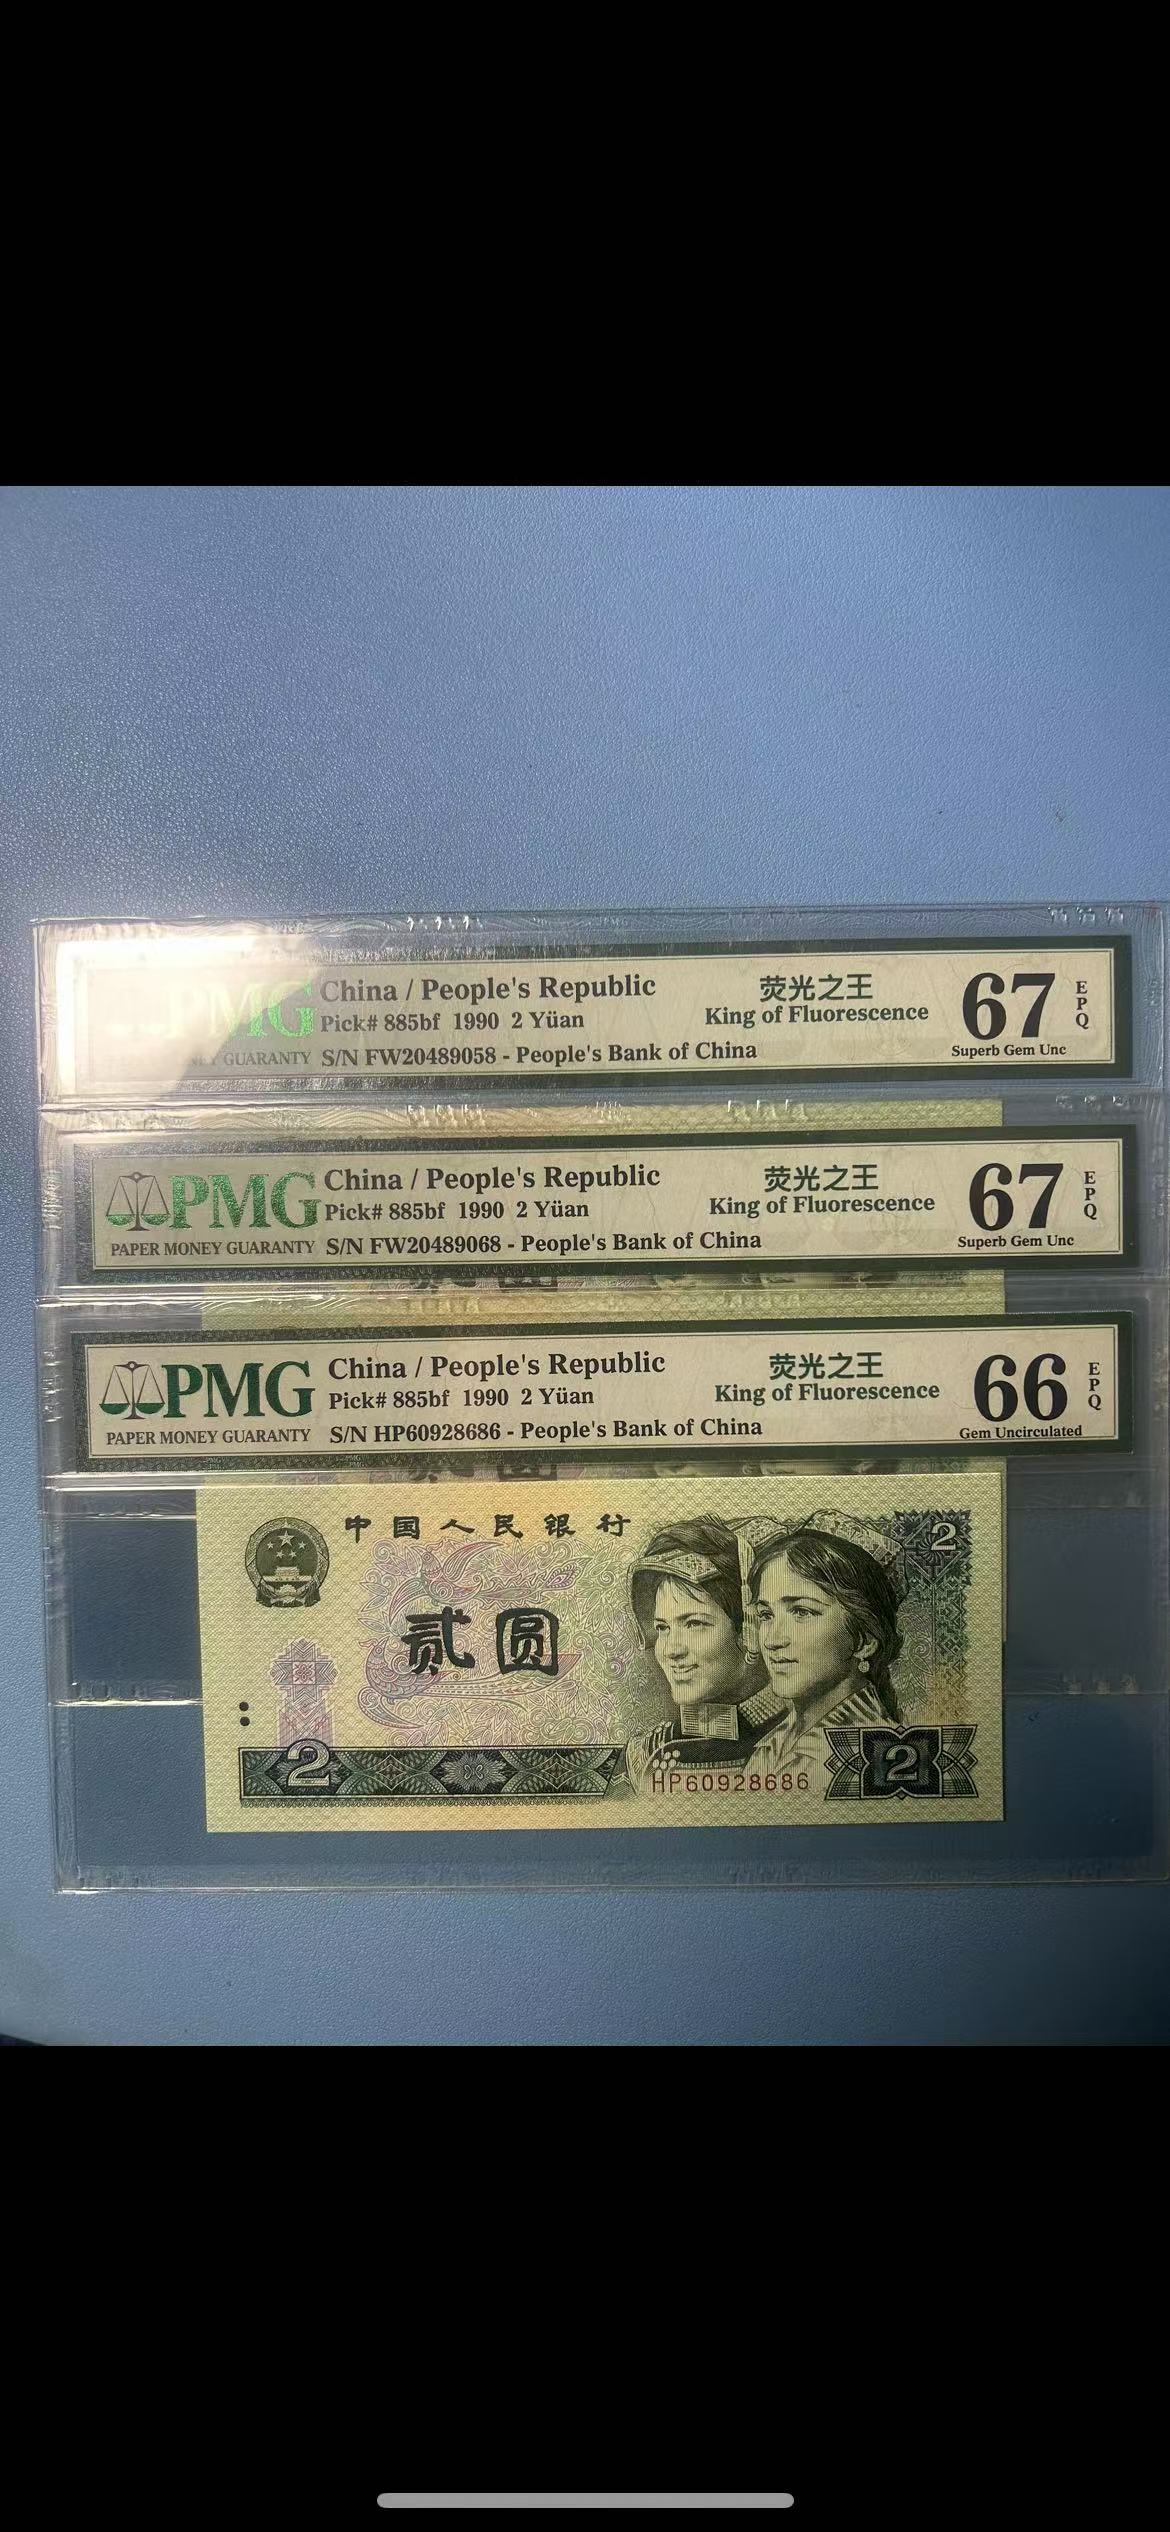 PMG
China / People's Republic
荧光之王
67
EPQ
Pick# 885bf 1990 2 Yüan
King of Fluorescence
GUARANTY
S/N FW20489058 - People's Bank of China
Superb Gem Unc
PMG
China / People's Republic
荧光之王
67
EPQ
Pick# 885bf 1990 2 Yüan
King of Fluorescence
PAPER MONEY GUARANTY
S/N FW20489068 - People's Bank of China
Superb Gem Unc
PMG
China / People's Republic
荧光之王
66
EPQ
Pick# 885bf 1990 2 Yüan
King of Fluorescence
PAPER MONEY GUARANTY
S/N HP60928686 - People's Bank of China
Gem Uncirculated
中国人民银行
2
贰圆
2
HP60928686
2